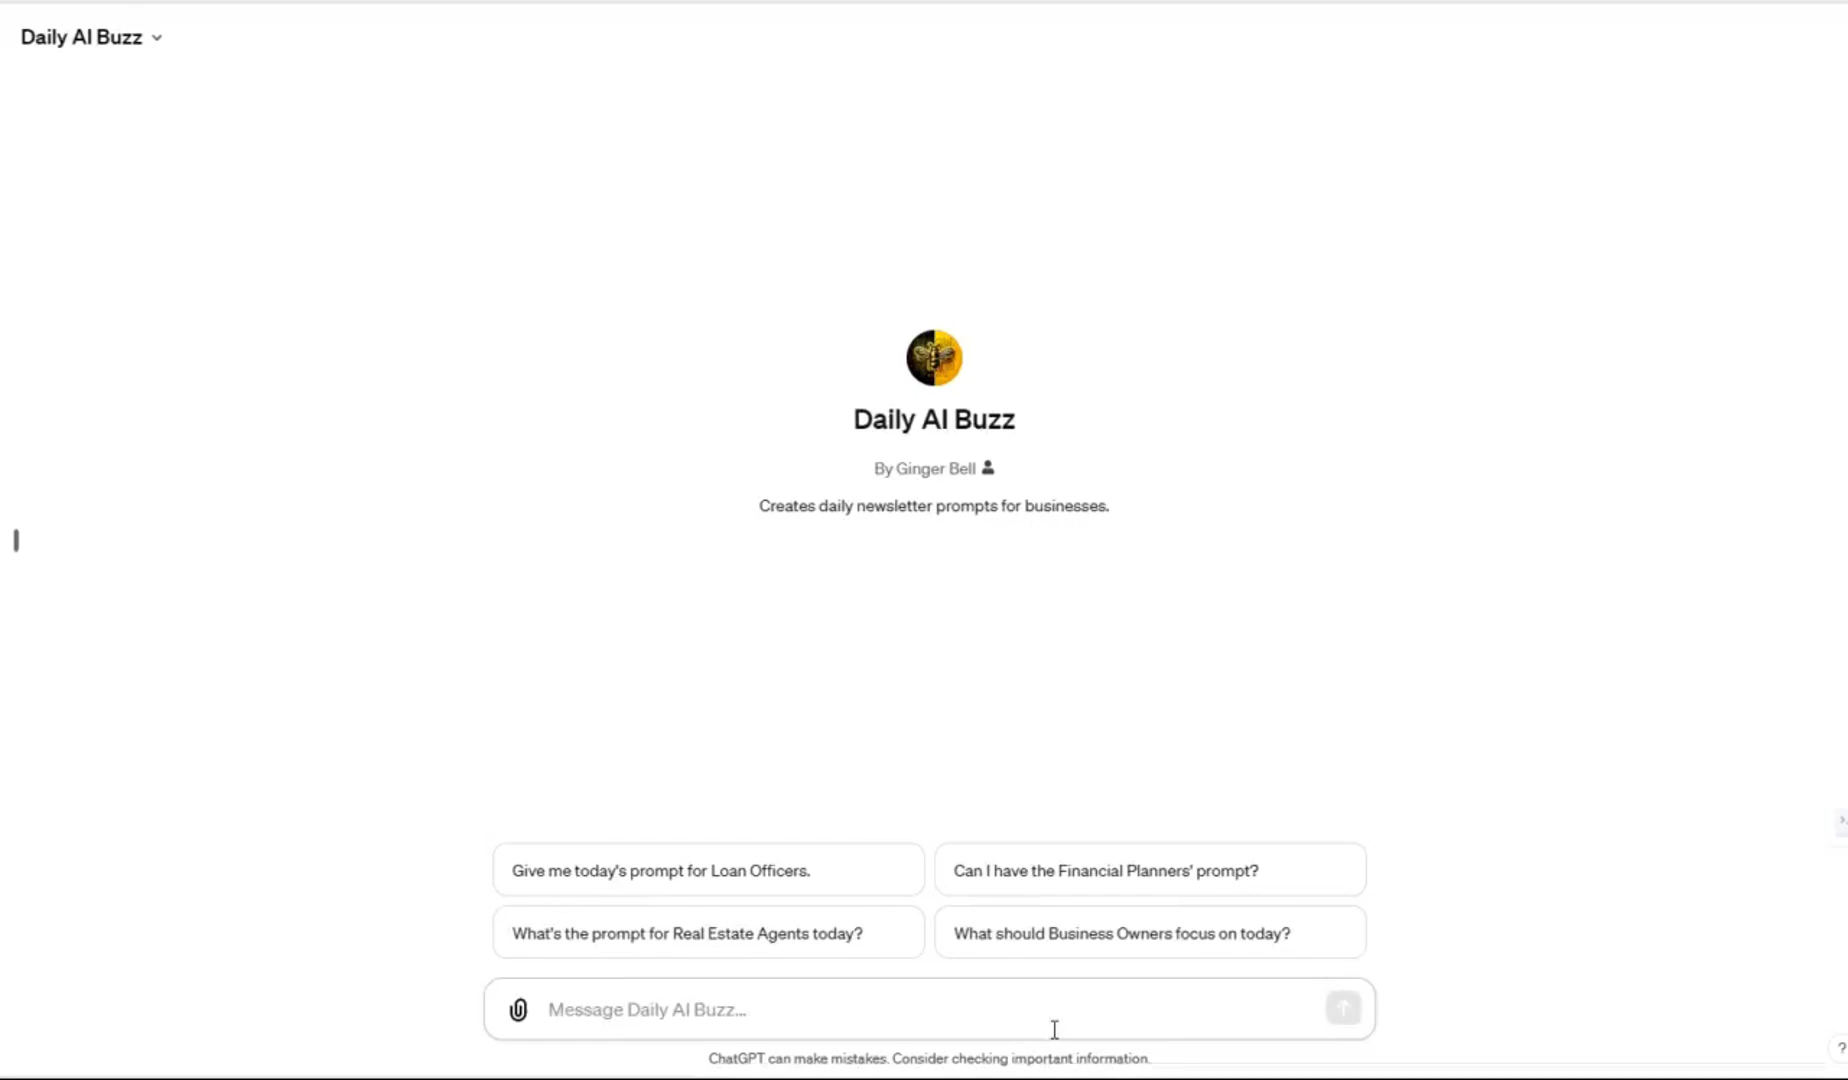 Daily AI Buzz
Daily AI Buzz
By Ginger Bell
Creates daily newsletter prompts for businesses.
Give me today's prompt for Loan Officers.
Can I have the Financial Planners' prompt?
What's the prompt for Real Estate Agents today?
What should Business Owners focus on today?
Message Daily AI Buzz...
ChatGPT can make mistakes. Consider checking important information.
?